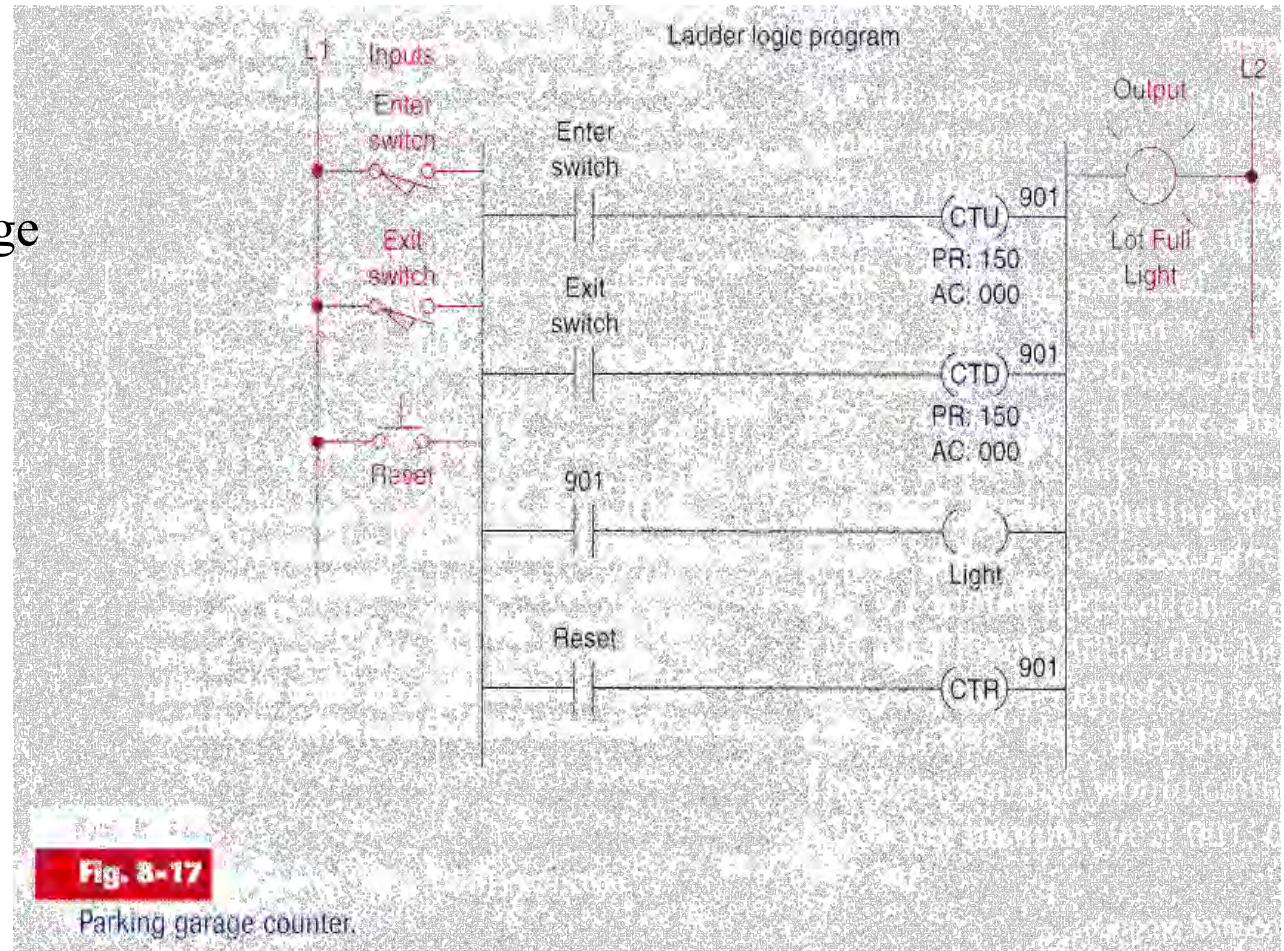 Ladder logic program
L1
Inputs
Enter
switch
Exit
switch
Reset
ge
Enter
switch
CTU
901
PR: 150
AC: 000
Exit
switch
CTD
901
PR: 150
AC: 000
901
Light
Reset
CTR
901
Output
L2
Lot Full
Light
Fig. 8-17
Parking garage counter.